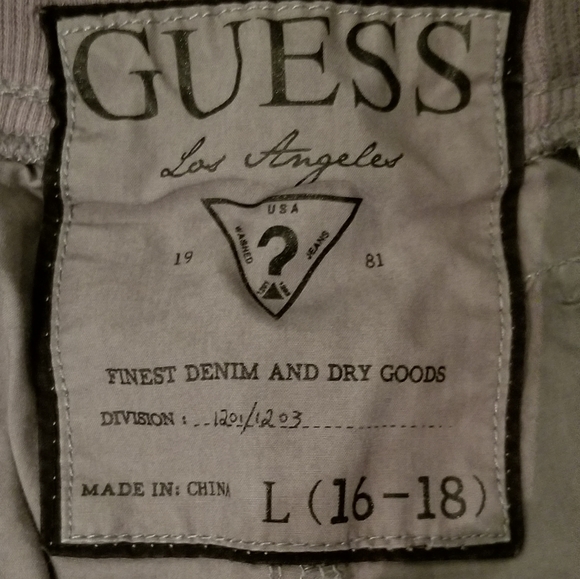 GUESS
Los Angeles
USA
WASHED ? JEANS
19 81
FINEST DENIM AND DRY GOODS
DIVISION : 1201/1203
MADE IN: CHINA L (16-18)